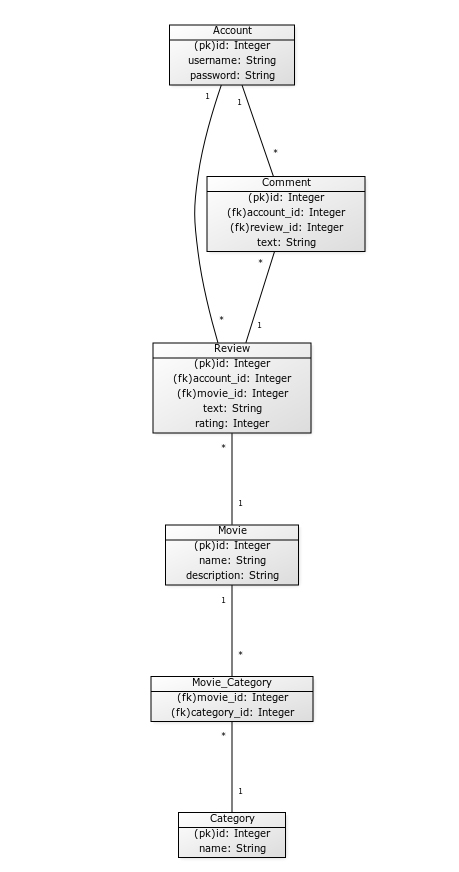 Account
(pk)id: Integer
username: String
password: String
1
1
*
Comment
(pk)id: Integer
(fk)account_id: Integer
(fk)review_id: Integer
text: String
*
*
1
Review
(pk)id: Integer
(fk)account_id: Integer
(fk)movie_id: Integer
text: String
rating: Integer
*
1
Movie
(pk)id: Integer
name: String
description: String
1
*
Movie_Category
(fk)movie_id: Integer
(fk)category_id: Integer
*
1
Category
(pk)id: Integer
name: String